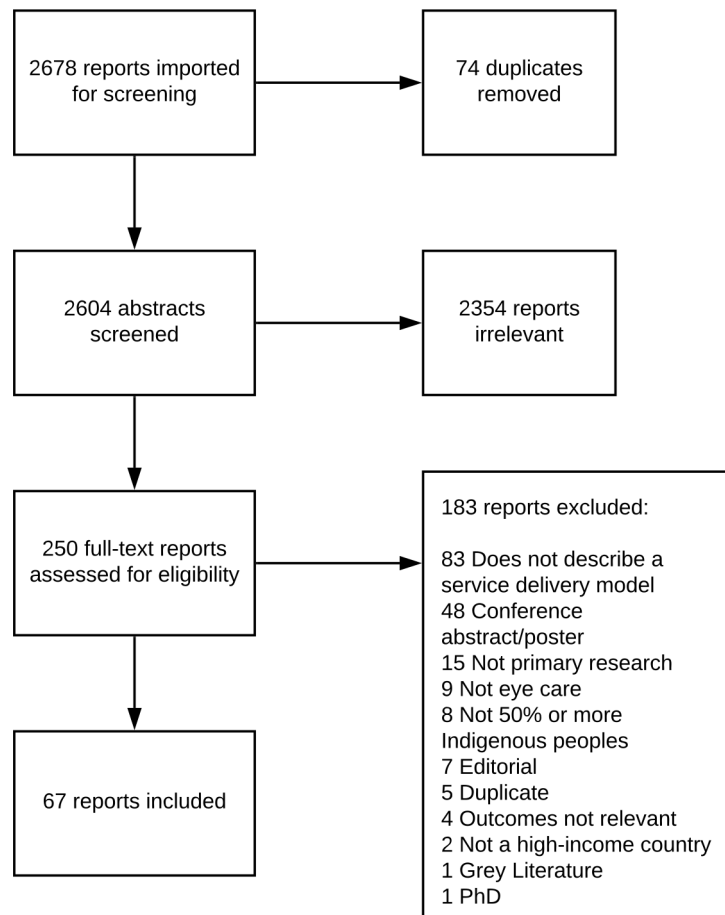 2678 reports imported
for screening
74 duplicates
removed
2604 abstracts
screened
2354 reports
irrelevant
250 full-text reports
assessed for eligibility
183 reports excluded:
83 Does not describe a
service delivery model
48 Conference
abstract/poster
15 Not primary research
9 Not eye care
8 Not 50% or more
Indigenous peoples
7 Editorial
5 Duplicate
4 Outcomes not relevant
2 Not a high-income country
1 Grey Literature
1 PhD
67 reports included